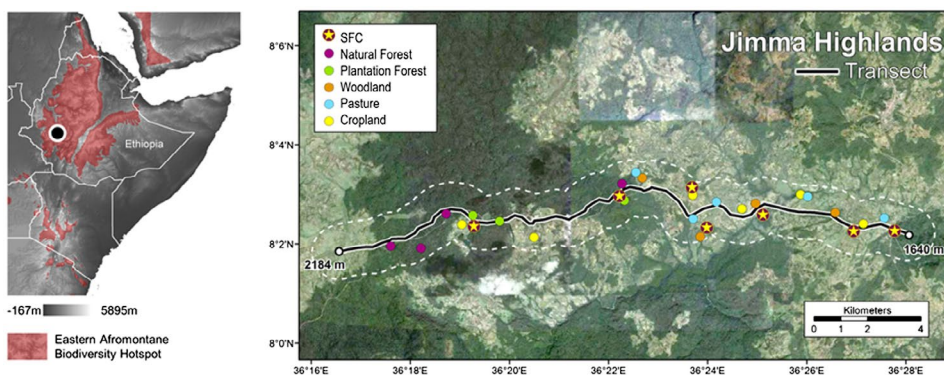 Ethiopia
-167m
5895m
Eastern Afromontane
Biodiversity Hotspot
8°6'N
8°4'N
8°2'N
8°0'N
SFC
Natural Forest
Plantation Forest
Woodland
Pasture
Cropland
Jimma Highlands
Transect
2184 m
1640 m
Kilometers
0 1 2 4
36°16'E
36°18'E
36°20'E
36°22'E
36°24'E
36°26'E
36°28'E